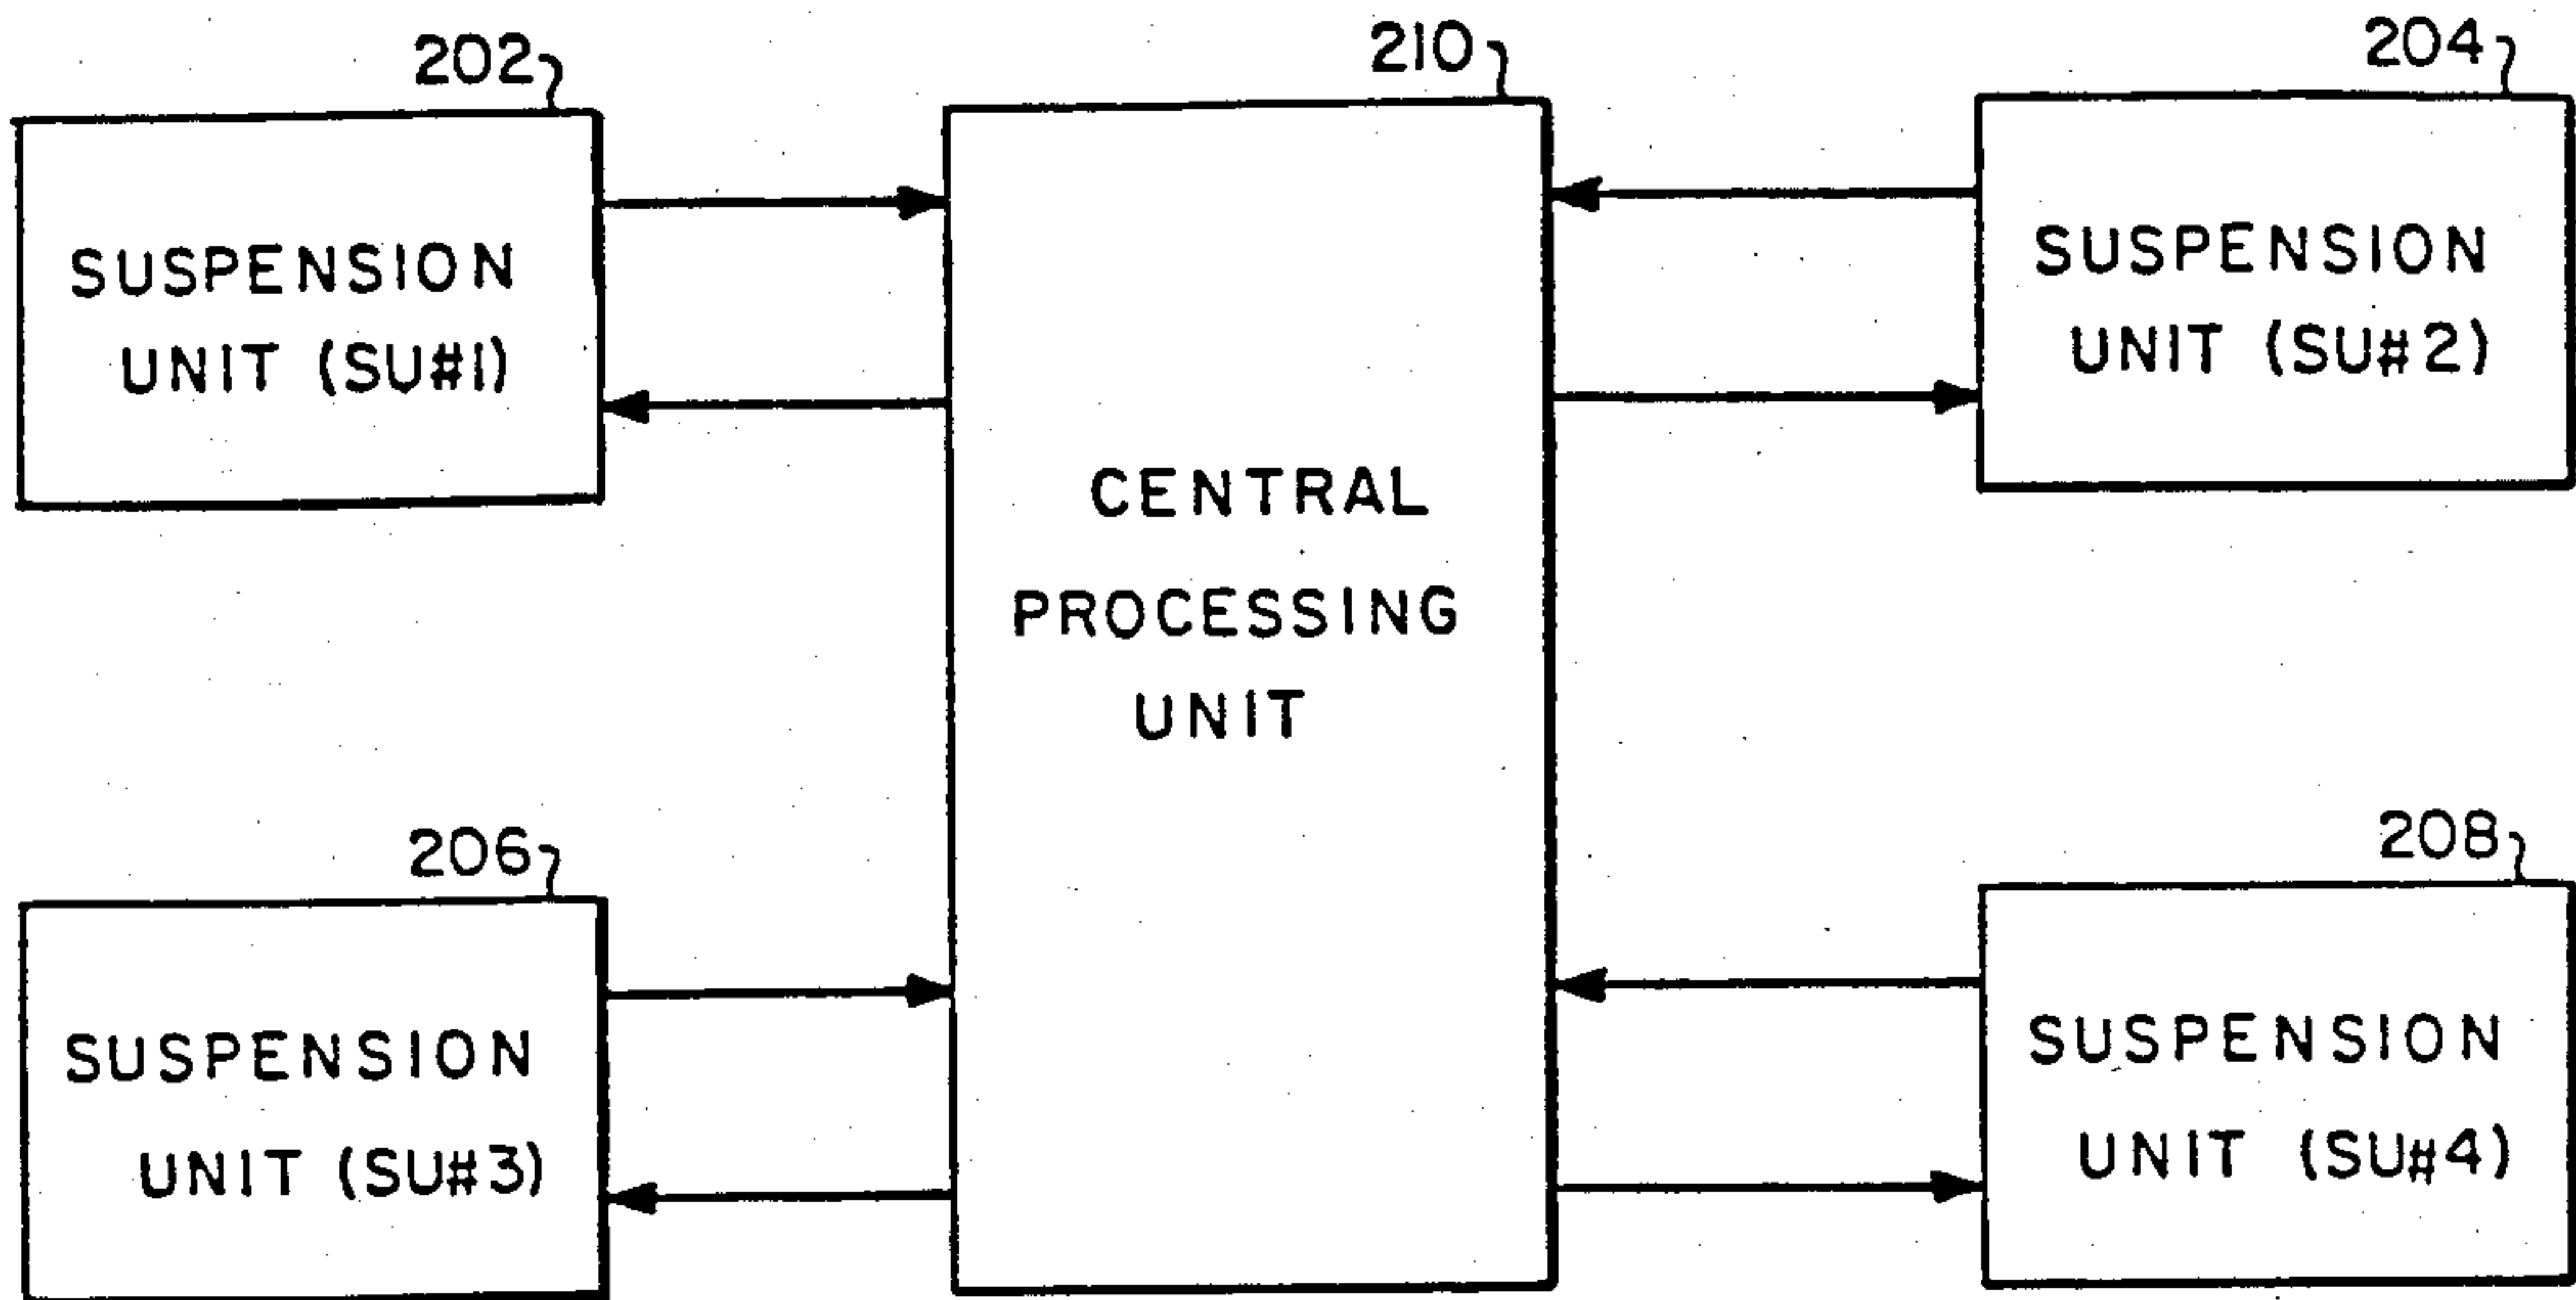 202
210
204
SUSPENSION
UNIT (SU#1)
SUSPENSION
UNIT (SU#2)
CENTRAL
PROCESSING
UNIT
206
208
SUSPENSION
UNIT (SU#3)
SUSPENSION
UNIT (SU#4)